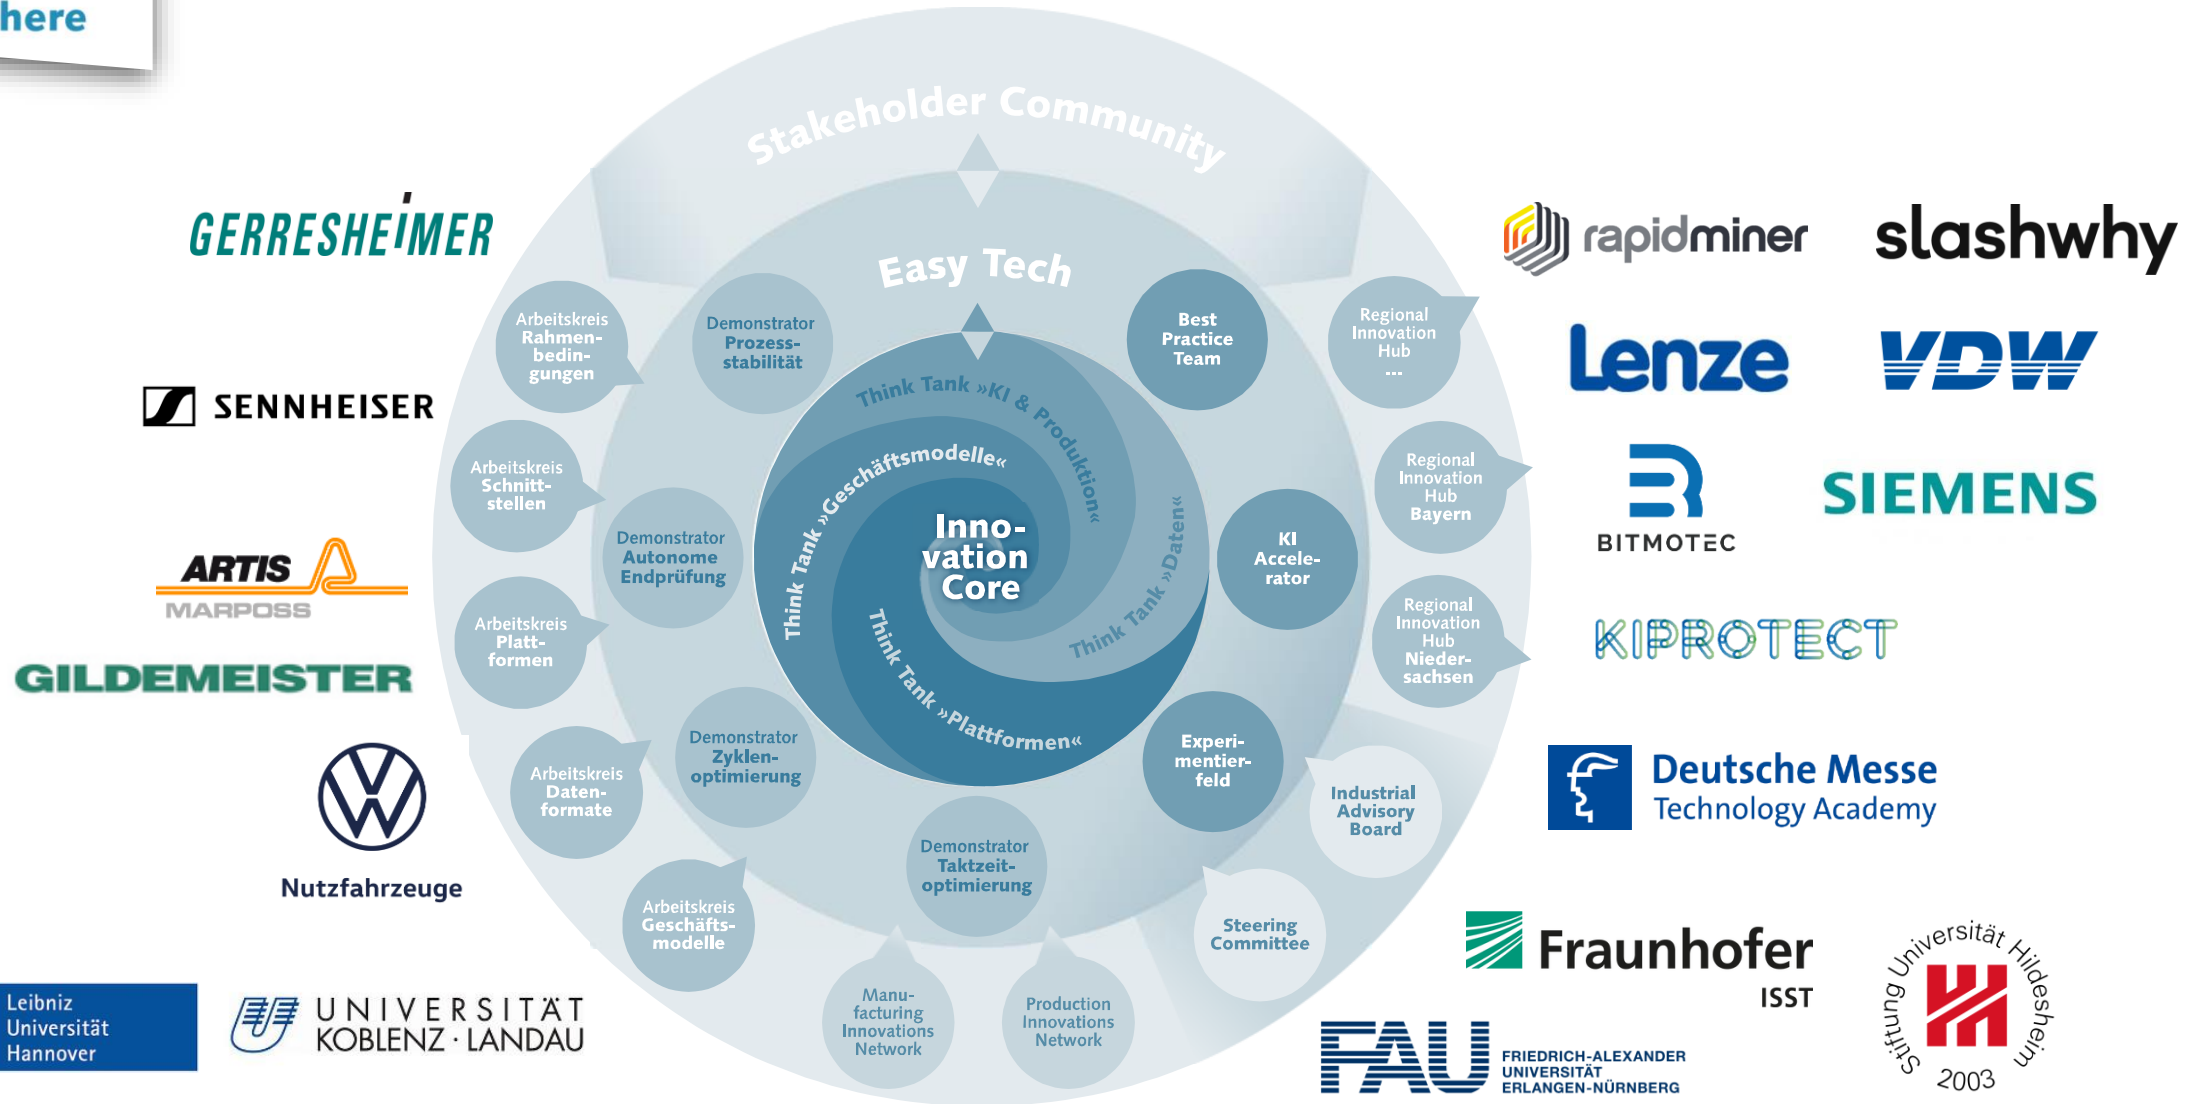 here
Stakeholder Community
Easy Tech
Inno-
vation
Core
Think Tank »KI & Produktion«
Think Tank »Geschäftsmodelle«
Think Tank »Daten«
Think Tank »Plattformen«
Demonstrator
Prozess-
stabilität
Demonstrator
Autonome
Endprüfung
Demonstrator
Zyklen-
optimierung
Demonstrator
Taktzeit-
optimierung
Best
Practice
Team
KI
Accele-
rator
Experi-
mentier-
feld
Arbeitskreis
Rahmen-
bedin-
gungen
Arbeitskreis
Schnitt-
stellen
Arbeitskreis
Platt-
formen
Arbeitskreis
Daten-
formate
Arbeitskreis
Geschäfts-
modelle
Manu-
facturing
Innovations
Network
Production
Innovations
Network
Steering
Committee
Industrial
Advisory
Board
Regional
Innovation
Hub
Nieder-
sachsen
Regional
Innovation
Hub
Bayern
Regional
Innovation
Hub
...
GERRESHEIMER
SENNHEISER
ARTIS
MARPOSS
GILDEMEISTER
Nutzfahrzeuge
Leibniz
Universität
Hannover
UNIVERSITÄT
KOBLENZ · LANDAU
rapidminer
slashwhy
Lenze
VDW
BITMOTEC
SIEMENS
KIPROTECT
Deutsche Messe
Technology Academy
Fraunhofer
ISST
FAU
FRIEDRICH-ALEXANDER
UNIVERSITÄT
ERLANGEN-NÜRNBERG
Stiftung Universität Hildesheim
2003